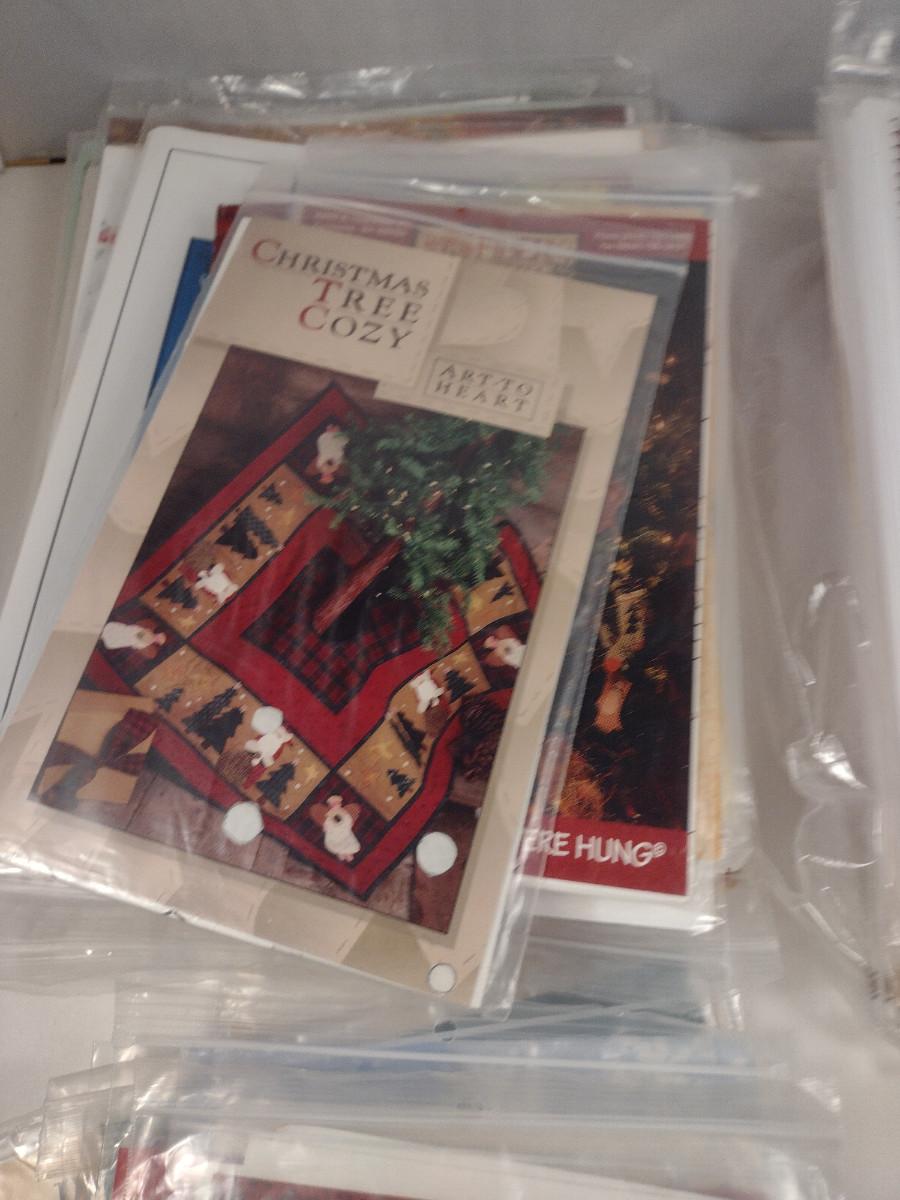 CHRISTMAS
TREE
COZY
ART TO
HEART
ERE HUNG®